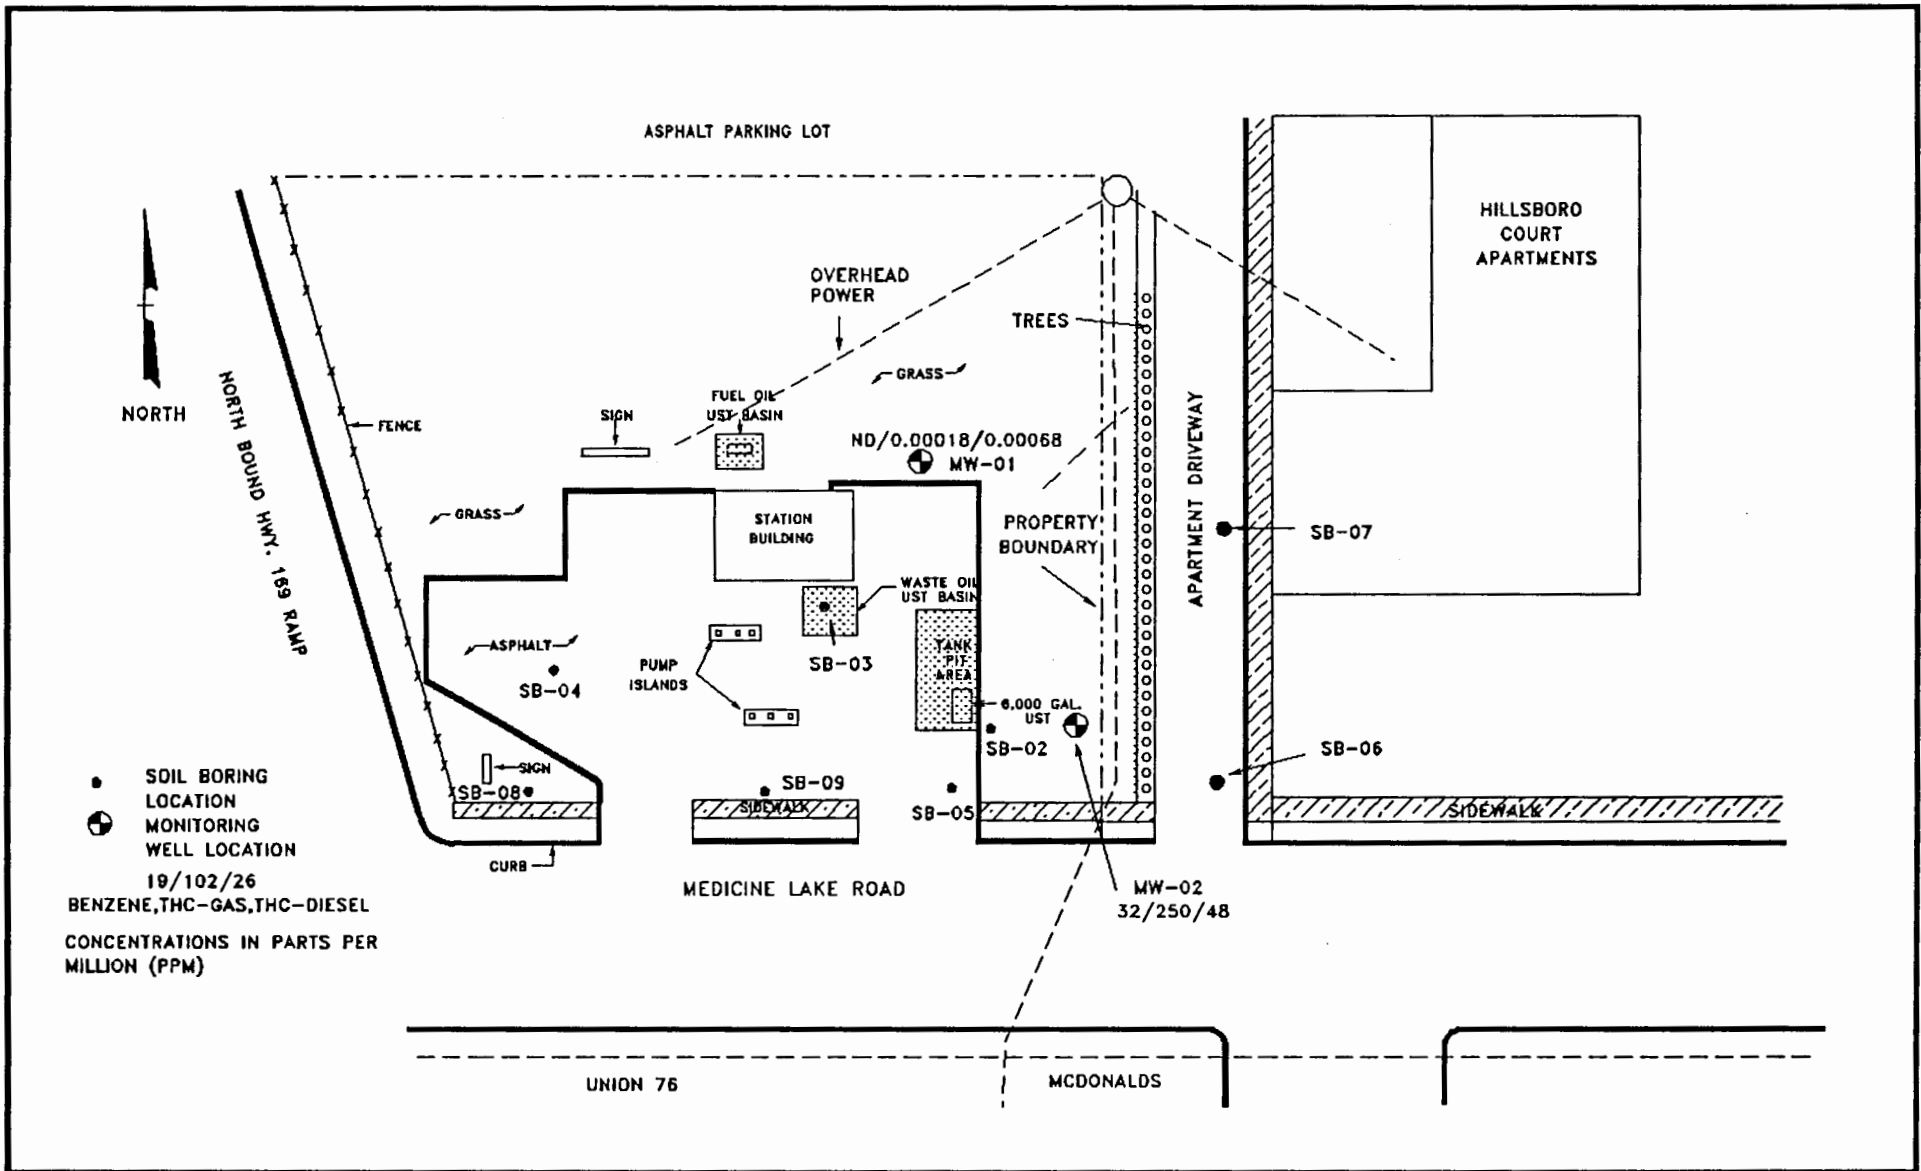 ASPHALT PARKING LOT
HILLSBORO
COURT
APARTMENTS
OVERHEAD
POWER
TREES
GRASS
NORTH
NORTH BOUND HWY. 169 RAMP
FENCE
SIGN
FUEL OIL
UST BASIN
ND/0.00018/0.00068
MW-01
GRASS
STATION
BUILDING
PROPERTY
BOUNDARY
APARTMENT DRIVEWAY
SB-07
WASTE OIL
UST BASIN
ASPHALT
SB-04
PUMP
ISLANDS
SB-03
TANK
PIT
AREA
6,000 GAL.
UST
SB-02
SB-06
SIGN
SB-08
SB-09
SIDEWALK
SB-05
SIDEWALK
CURB
MEDICINE LAKE ROAD
MW-02
32/250/48
SOIL BORING
LOCATION
MONITORING
WELL LOCATION
19/102/26
BENZENE,THC-GAS,THC-DIESEL
CONCENTRATIONS IN PARTS PER
MILLION (PPM)
UNION 76
MCDONALDS